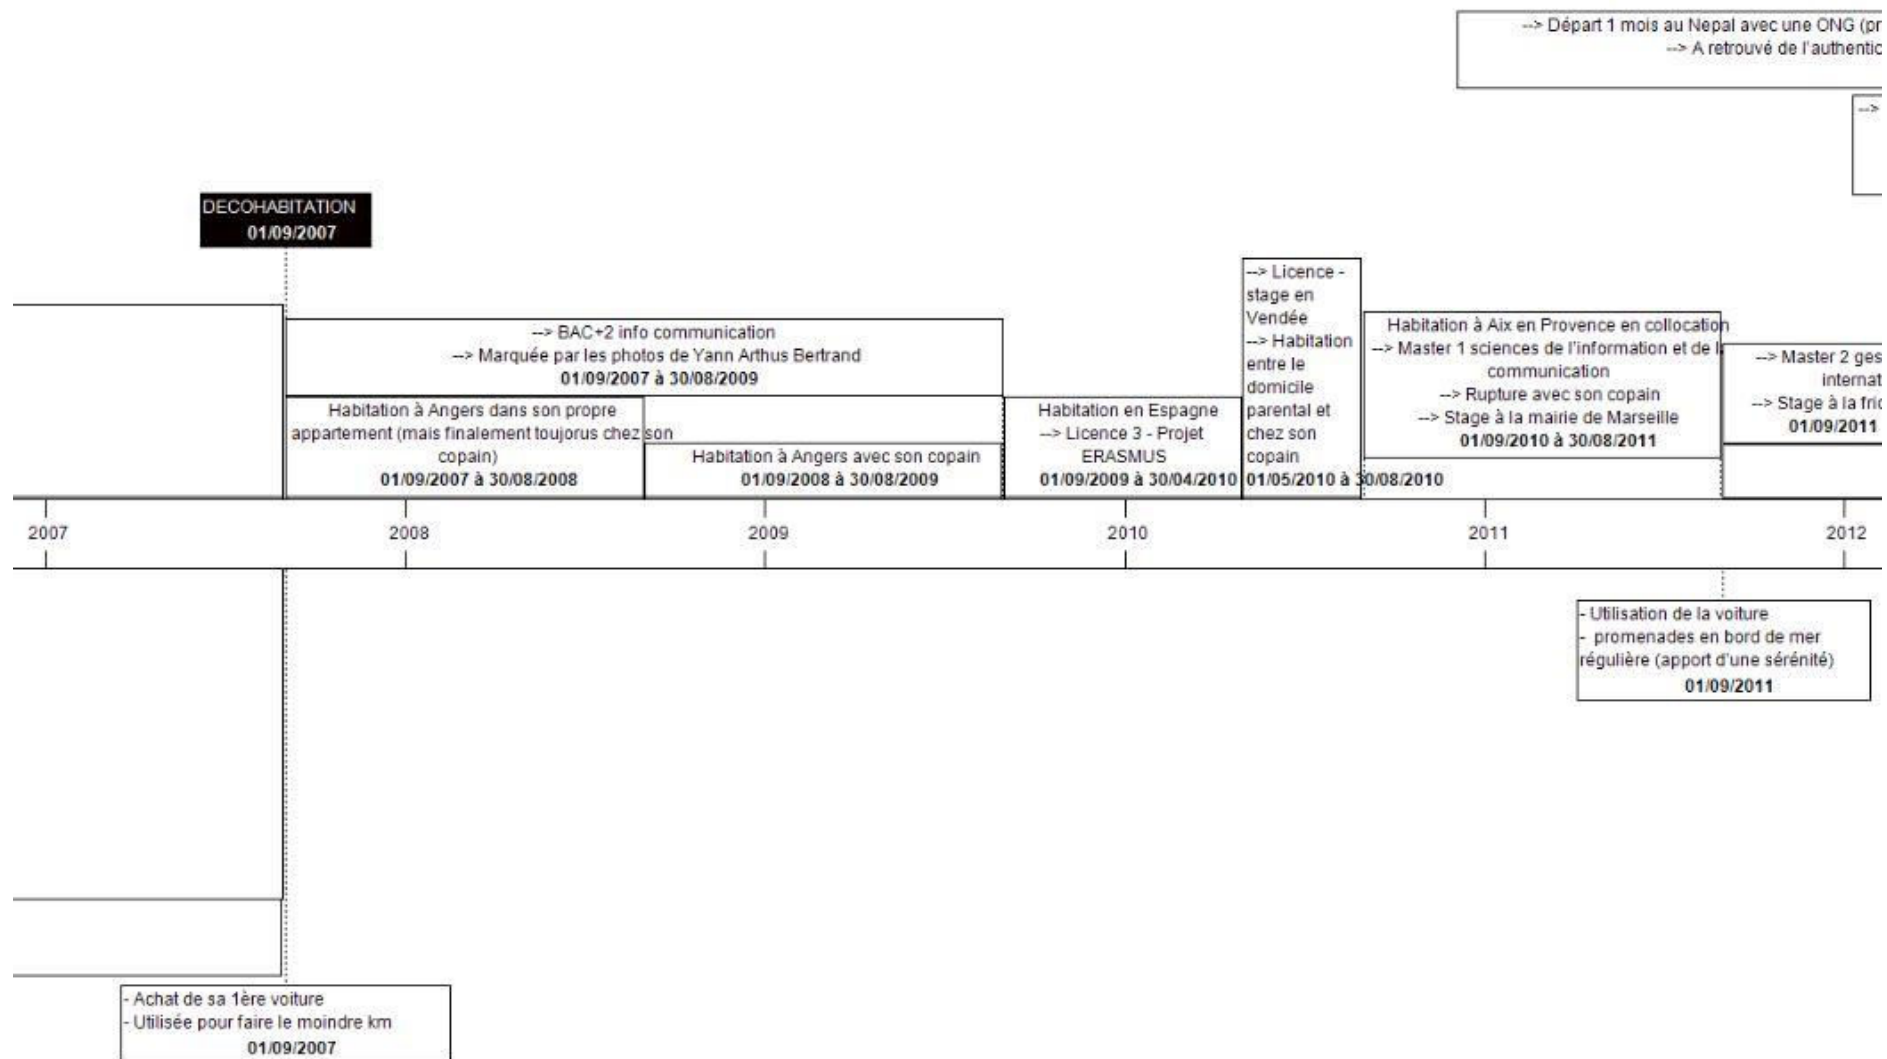 --> Départ 1 mois au Nepal avec une ONG (pr
--> A retrouvé de l'authentic
-->
DECOHABITATION
01/09/2007
--> BAC+2 info communication
--> Marquée par les photos de Yann Arthus Bertrand
01/09/2007 à 30/08/2009
Habitation à Angers dans son propre
appartement (mais finalement toujorus chez son
copain)
01/09/2007 à 30/08/2008
Habitation à Angers avec son copain
01/09/2008 à 30/08/2009
Habitation en Espagne
--> Licence 3 - Projet
ERASMUS
01/09/2009 à 30/04/2010
--> Licence -
stage en
Vendée
--> Habitation
entre le
domicile
parental et
chez son
copain
01/05/2010 à 30/08/2010
Habitation à Aix en Provence en collocation
--> Master 1 sciences de l'information et de l
communication
--> Rupture avec son copain
--> Stage à la mairie de Marseille
01/09/2010 à 30/08/2011
--> Master 2 ges
internat
--> Stage à la fric
01/09/2011
2007
2008
2009
2010
2011
2012
- Utilisation de la voiture
- promenades en bord de mer
régulière (apport d'une sérénité)
01/09/2011
- Achat de sa 1ère voiture
- Utilisée pour faire le moindre km
01/09/2007